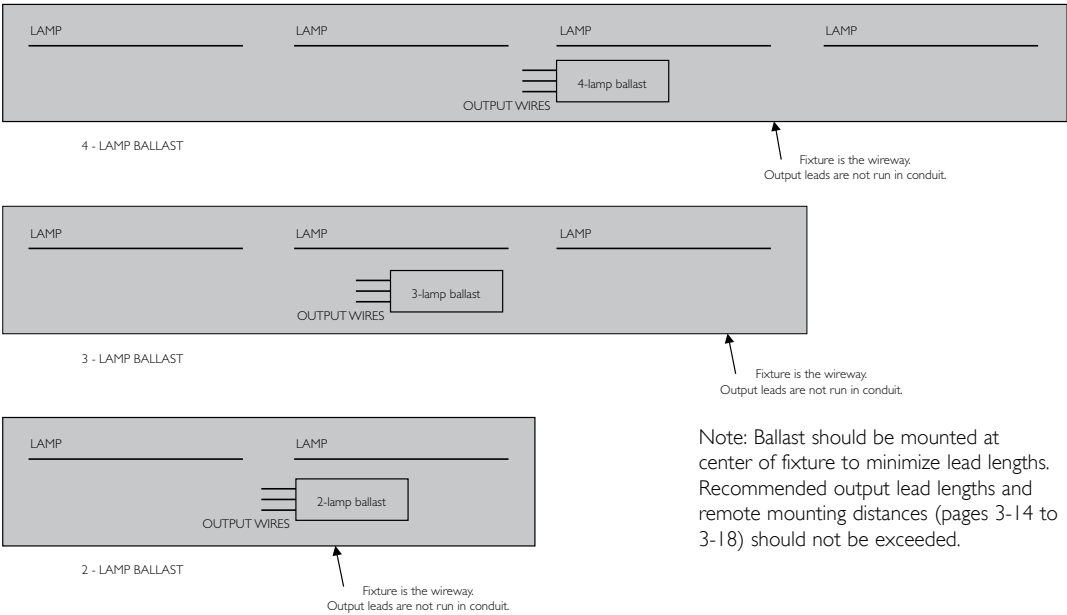 LAMP LAMP LAMP LAMP
4-lamp ballast
OUTPUT WIRES
4 - LAMP BALLAST
Fixture is the wireway.
Output leads are not run in conduit.
LAMP LAMP LAMP
3-lamp ballast
OUTPUT WIRES
3 - LAMP BALLAST
Fixture is the wireway.
Output leads are not run in conduit.
LAMP LAMP
2-lamp ballast
OUTPUT WIRES
2 - LAMP BALLAST
Fixture is the wireway.
Output leads are not run in conduit.
Note: Ballast should be mounted at
center of fixture to minimize lead lengths.
Recommended output lead lengths and
remote mounting distances (pages 3-14 to
3-18) should not be exceeded.